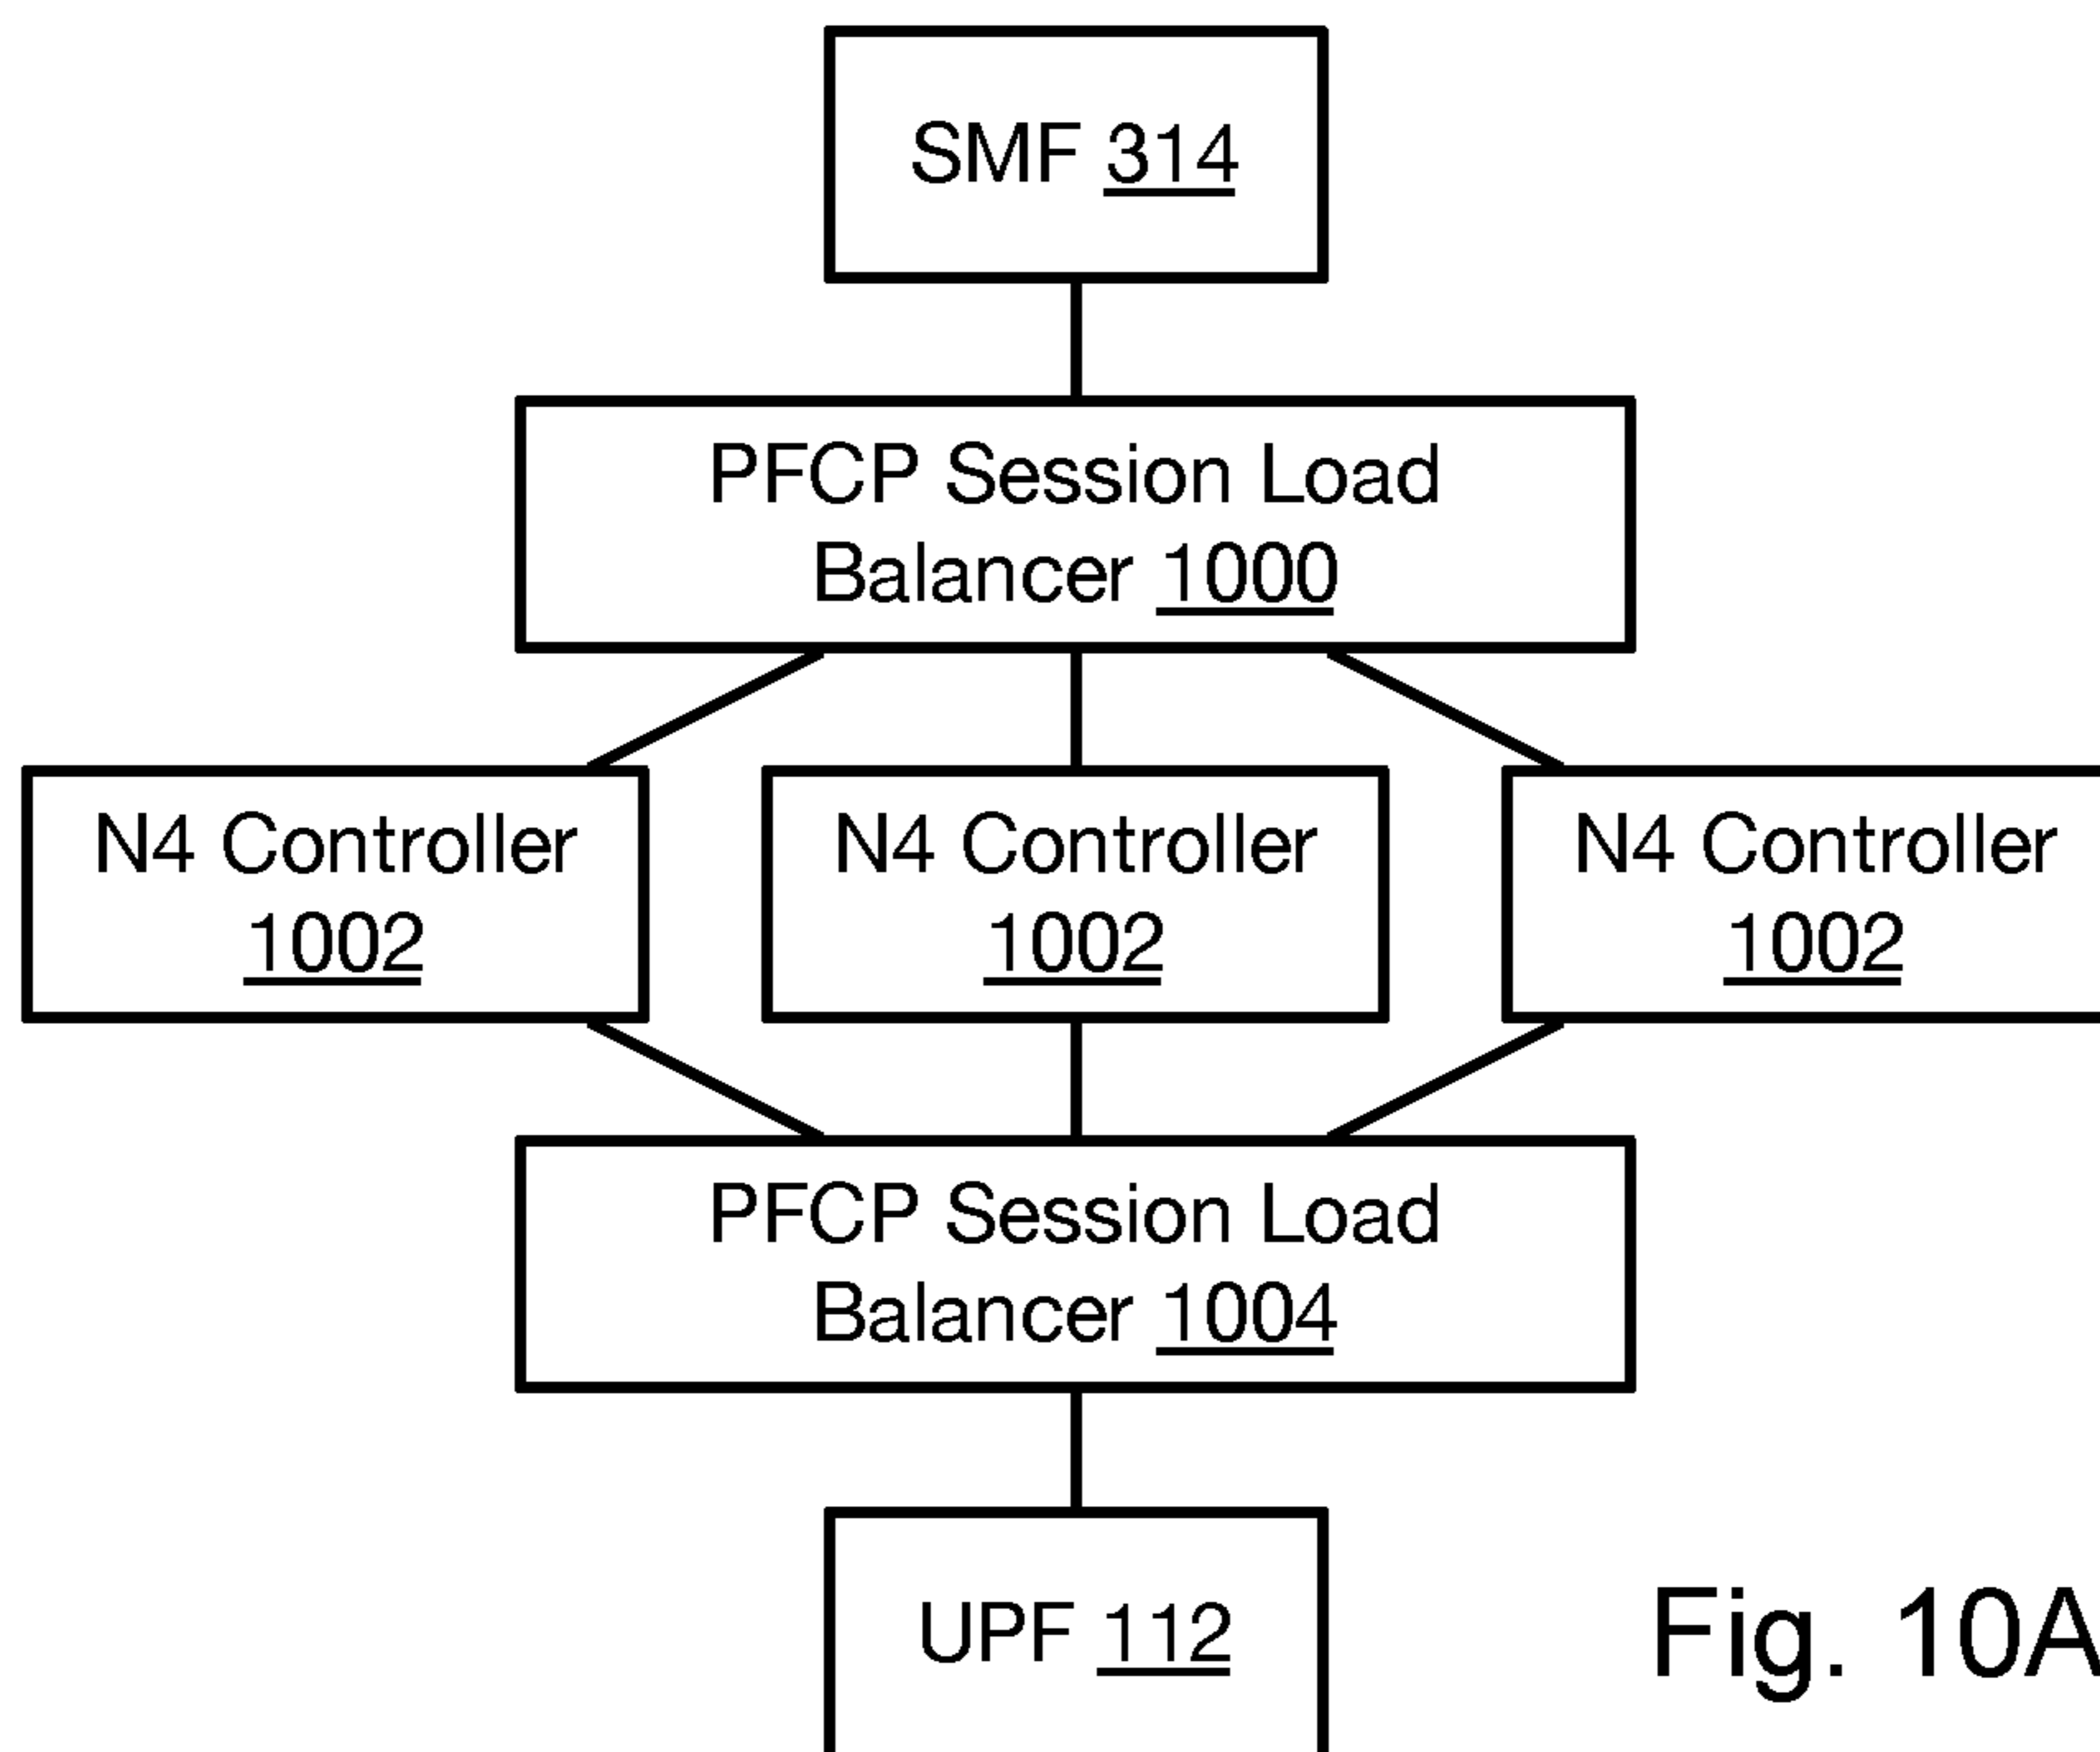 SMF 314
PFCP Session Load
Balancer 1000
N4 Controller
1002
N4 Controller
1002
N4 Controller
1002
PFCP Session Load
Balancer 1004
UPF 112
Fig. 10A